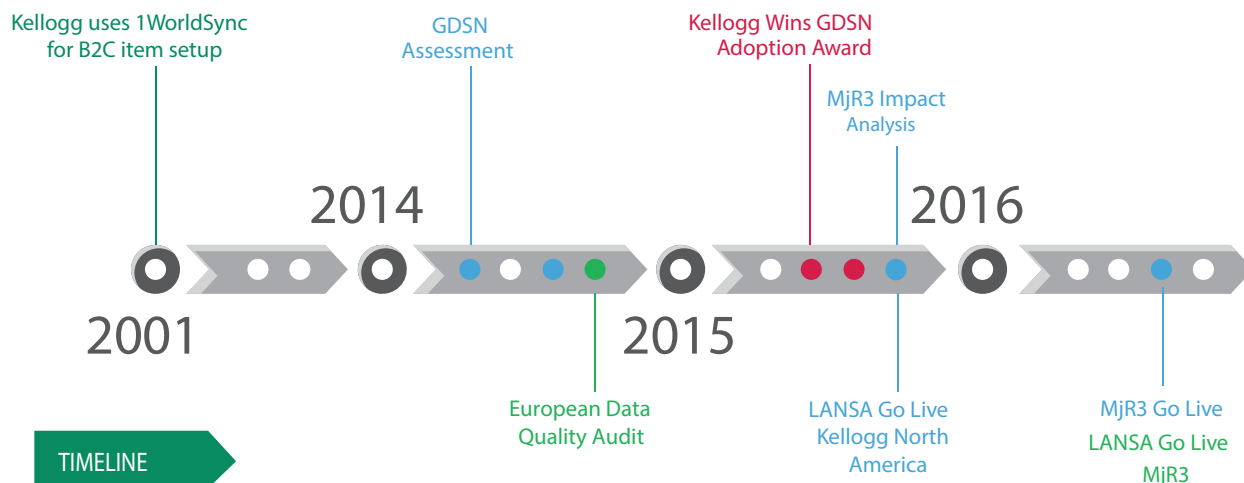 Kellogg uses 1WorldSync
for B2C item setup
GDSN
Assessment
Kellogg Wins GDSN
Adoption Award
MjR3 Impact
Analysis
2014
2016
2001
2015
European Data
Quality Audit
LANSA Go Live
Kellogg North
America
MjR3 Go Live
LANSA Go Live
MjR3
TIMELINE